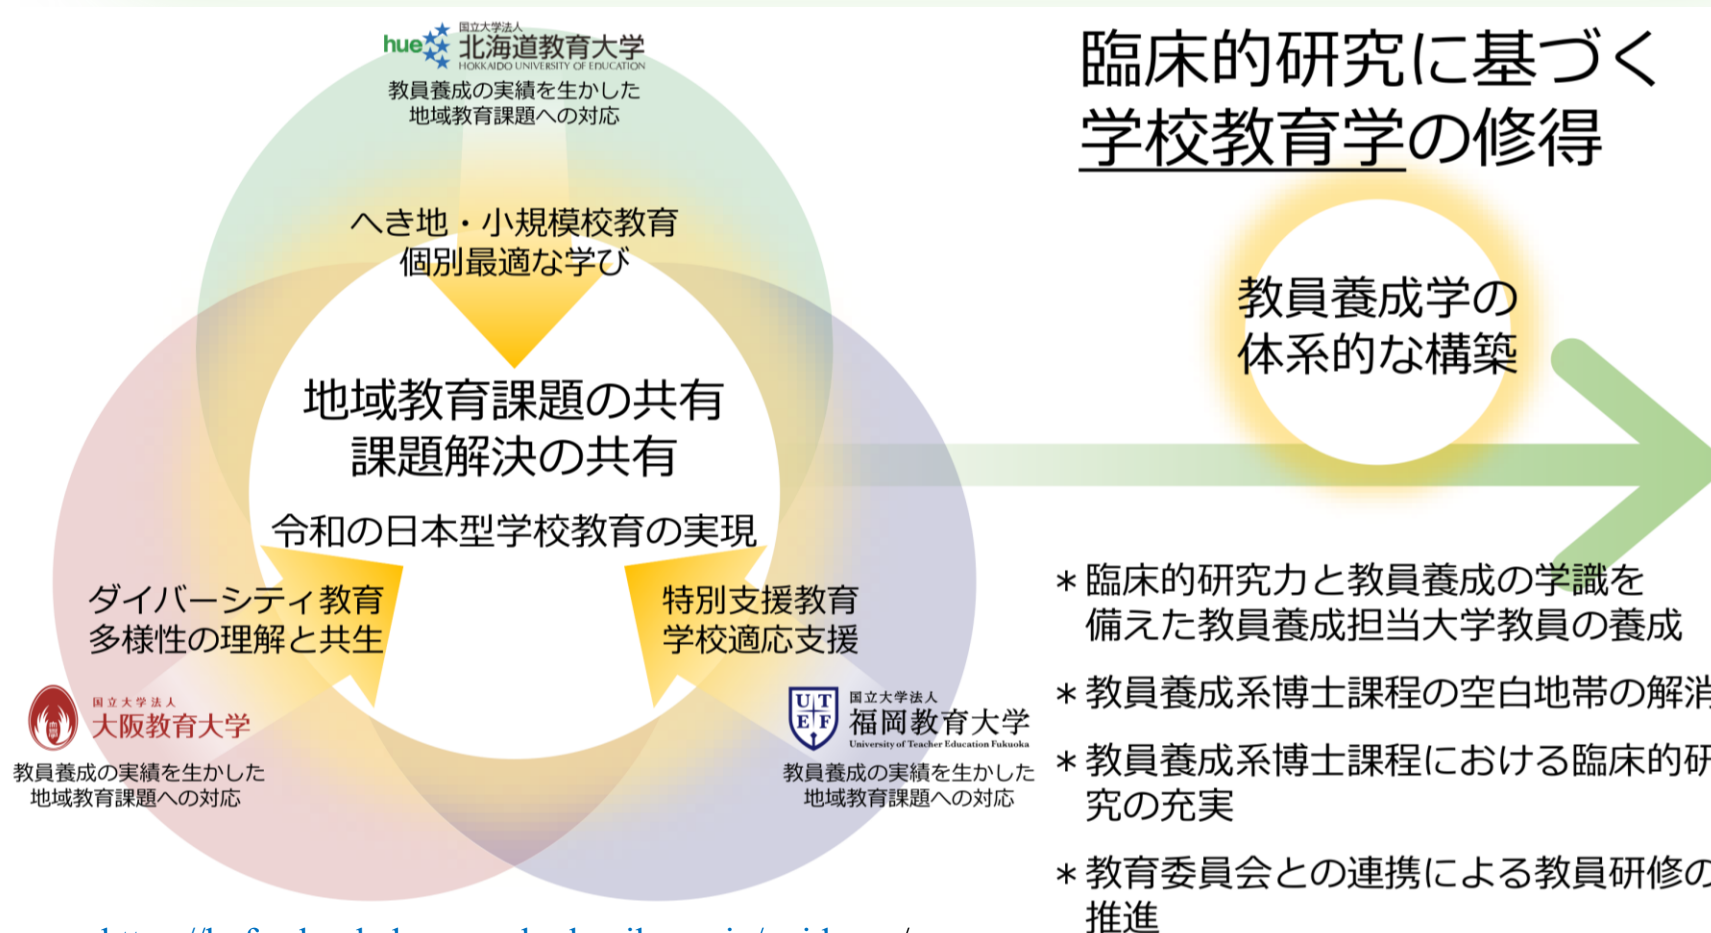 国立大学法人
hue 北海道教育大学
HOKKAIDO UNIVERSITY OF EDUCATION
教員養成の実績を生かした
地域教育課題への対応
へき地・小規模校教育
個別最適な学び
地域教育課題の共有
課題解決の共有
令和の日本型学校教育の実現
ダイバーシティ教育
多様性の理解と共生
特別支援教育
学校適応支援
国立大学法人
大阪教育大学
教員養成の実績を生かした
地域教育課題への対応
UT
EF
国立大学法人
福岡教育大学
University of Teacher Education Fukuoka
教員養成の実績を生かした
地域教育課題への対応
臨床的研究に基づく
学校教育学の修得
教員養成学の
体系的な構築
＊臨床的研究力と教員養成の学識を
備えた教員養成担当大学教員の養成
＊教員養成系博士課程の空白地帯の解消
＊教員養成系博士課程における臨床的研
究の充実
＊教育委員会との連携による教員研修の
推進